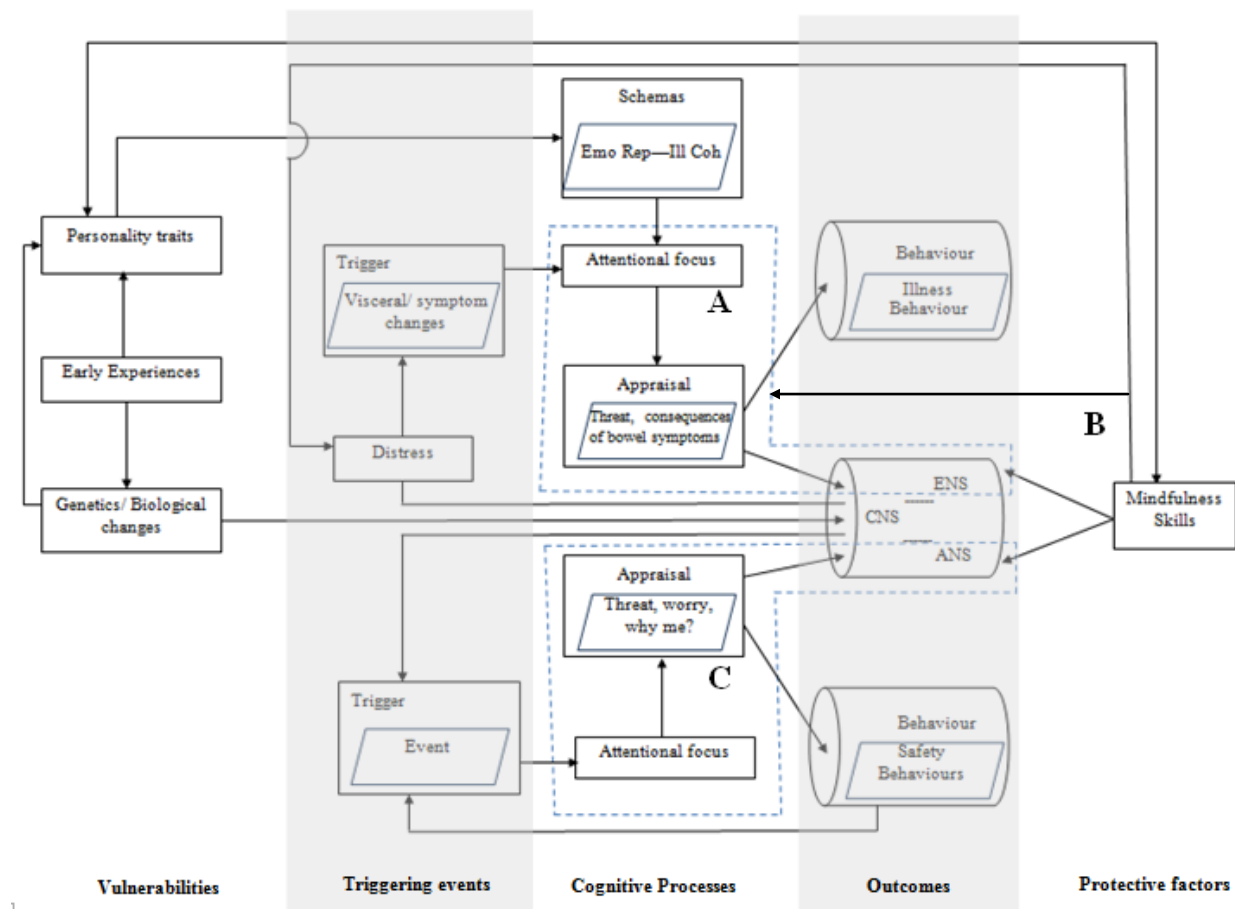 Schemas
Emo Rep—Ill Coh
Personality traits
Attentional focus
A
Trigger
Visceral/ symptom
changes
Behaviour
Illness
Behaviour
Early Experiences
Appraisal
Threat, consequences
of bowel symptoms
B
Distress
Genetics/ Biological
changes
ENS
CNS
ANS
Mindfulness
Skills
Appraisal
Threat, worry,
why me?
C
Trigger
Event
Attentional focus
Behaviour
Safety
Behaviours
Vulnerabilities
Triggering events
Cognitive Processes
Outcomes
Protective factors
1